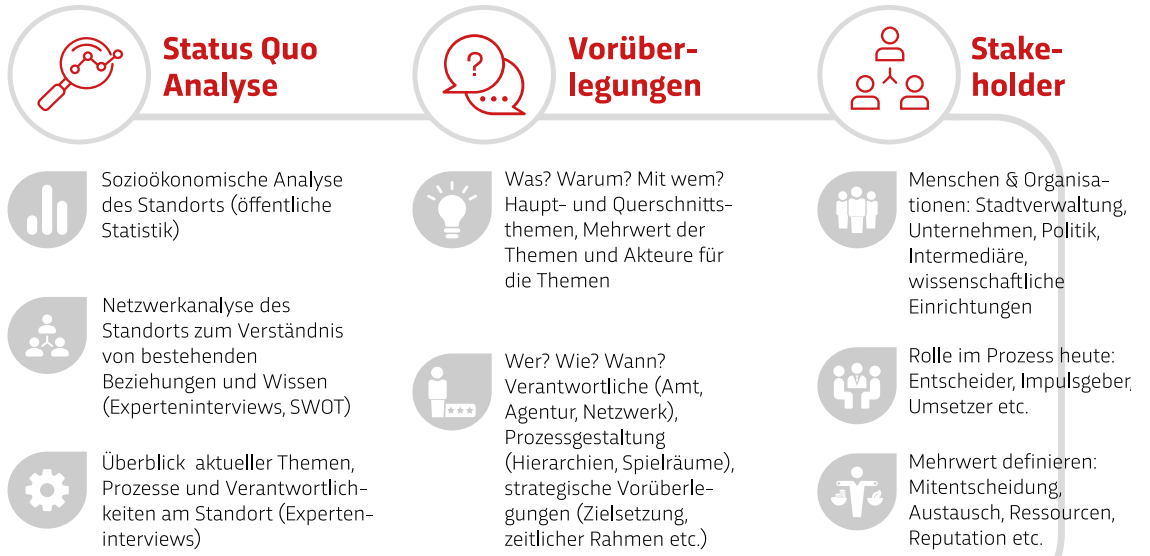 Status Quo
Analyse
Sozioökonomische Analyse
des Standorts (öffentliche
Statistik)
Netzwerkanalyse des
Standorts zum Verständnis
von bestehenden
Beziehungen und Wissen
(Experteninterviews, SWOT)
Überblick aktueller Themen,
Prozesse und Verantwortlich-
keiten am Standort (Experten-
interviews)
?
Vorüber-
legungen
Was? Warum? Mit wem?
Haupt- und Querschnitts-
themen, Mehrwert der
Themen und Akteure für
die Themen
Wer? Wie? Wann?
Verantwortliche (Amt,
Agentur, Netzwerk),
Prozessgestaltung
(Hierarchien, Spielräume),
strategische Vorüberle-
gungen (Zielsetzung,
zeitlicher Rahmen etc.)
Stake-
holder
Menschen & Organisa-
tionen: Stadtverwaltung,
Unternehmen, Politik,
Intermediäre,
wissenschaftliche
Einrichtungen
Rolle im Prozess heute:
Entscheider, Impulsgeber,
Umsetzer etc.
Mehrwert definieren:
Mitentscheidung,
Austausch, Ressourcen,
Reputation etc.